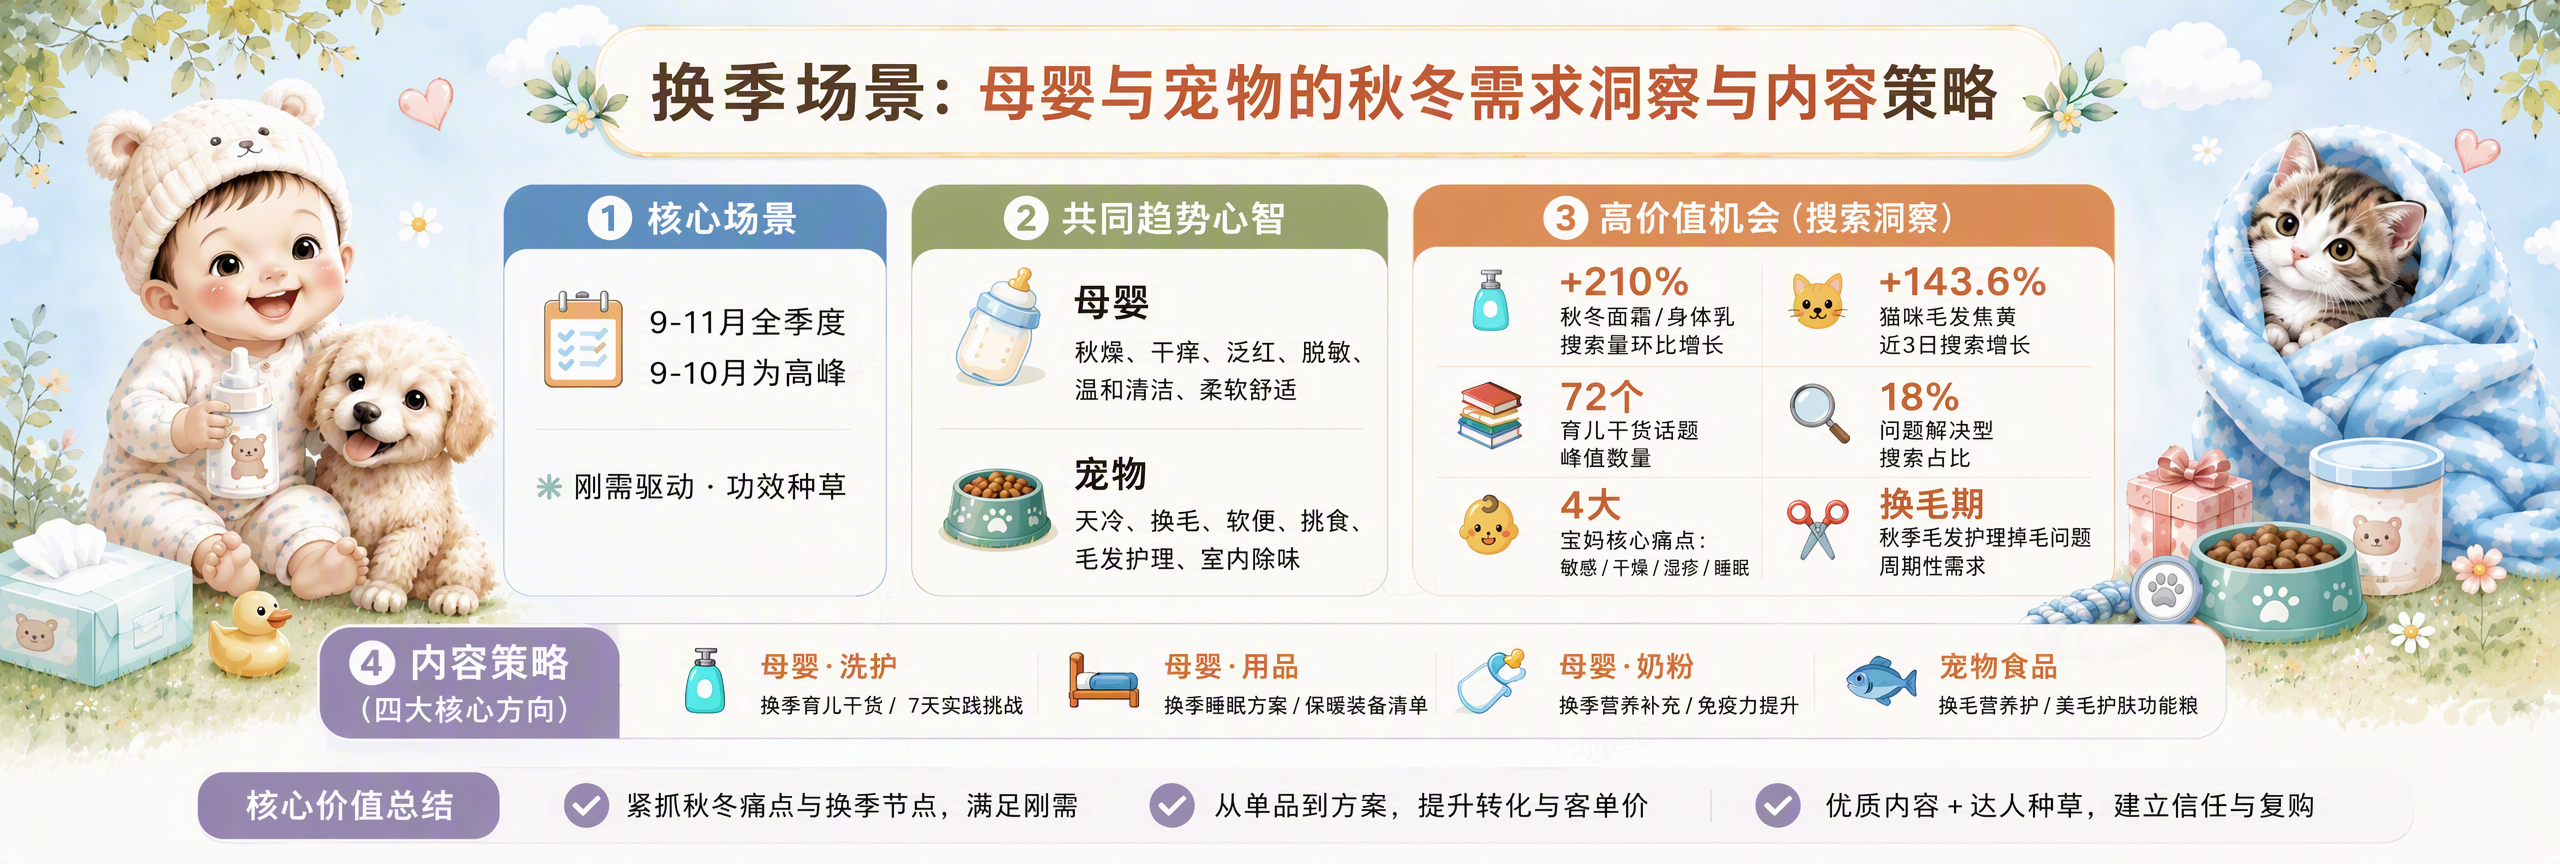 换季场景：母婴与宠物的秋冬需求洞察与内容策略
1 核心场景
9-11月全季度
9-10月为高峰
刚需驱动 · 功效种草
2 共同趋势心智
母婴
秋燥、干痒、泛红、脱敏、
温和清洁、柔软舒适
宠物
天冷、换毛、软便、挑食、
毛发护理、室内除味
3 高价值机会（搜索洞察）
+210%
秋冬面霜/身体乳
搜索量环比增长
+143.6%
猫咪毛发焦黄
近3日搜索增长
72个
育儿干货话题
峰值数量
18%
问题解决型
搜索占比
4大
宝妈核心痛点：
敏感 / 干燥 / 湿疹 / 睡眠
换毛期
秋季毛发护理掉毛问题
周期性需求
4 内容策略
（四大核心方向）
母婴·洗护
换季育儿干货 / 7天实践挑战
母婴·用品
换季睡眠方案 / 保暖装备清单
母婴·奶粉
换季营养补充 / 免疫力提升
宠物食品
换毛营养护 / 美毛护肤功能粮
核心价值总结
紧抓秋冬痛点与换季节点，满足刚需
从单品到方案，提升转化与客单价
优质内容 + 达人种草，建立信任与复购